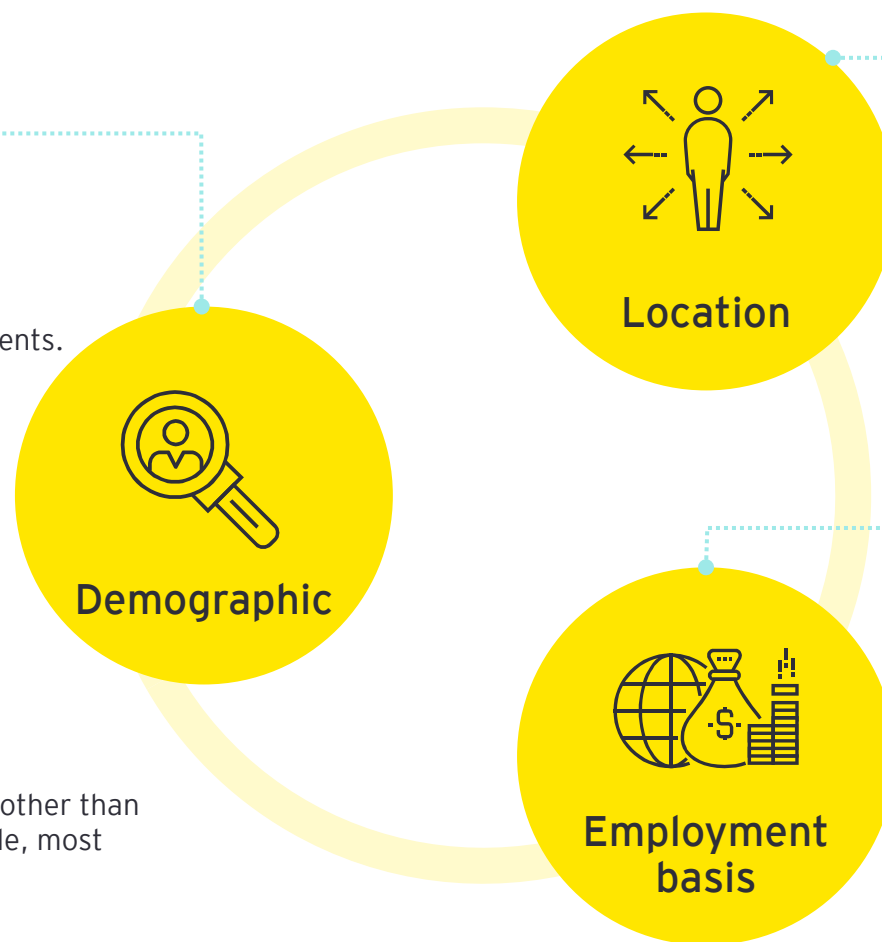 Location
ents.
Demographic
other than
le, most
Employment
basis
$